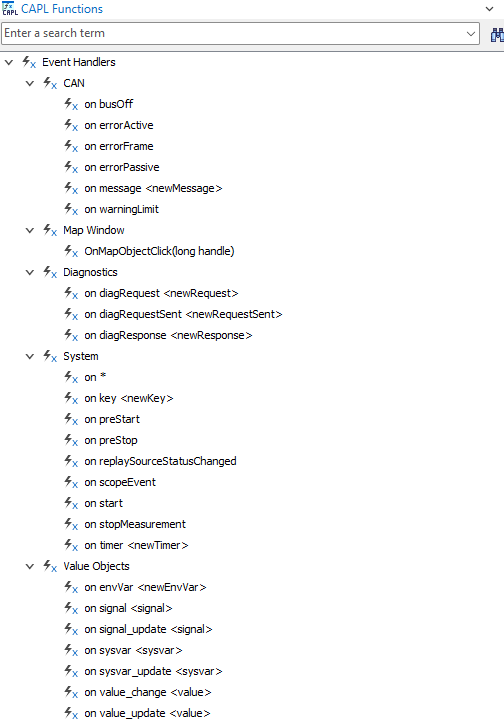 CAPL Functions
Enter a search term
Event Handlers
CAN
on busOff
on errorActive
on errorFrame
on errorPassive
on message <newMessage>
on warningLimit
Map Window
OnMapObjectClick(long handle)
Diagnostics
on diagRequest <newRequest>
on diagRequestSent <newRequestSent>
on diagResponse <newResponse>
System
on *
on key <newKey>
on preStart
on preStop
on replaySourceStatusChanged
on scopeEvent
on start
on stopMeasurement
on timer <newTimer>
Value Objects
on envVar <newEnvVar>
on signal <signal>
on signal_update <signal>
on sysvar <sysvar>
on sysvar_update <sysvar>
on value_change <value>
on value_update <value>